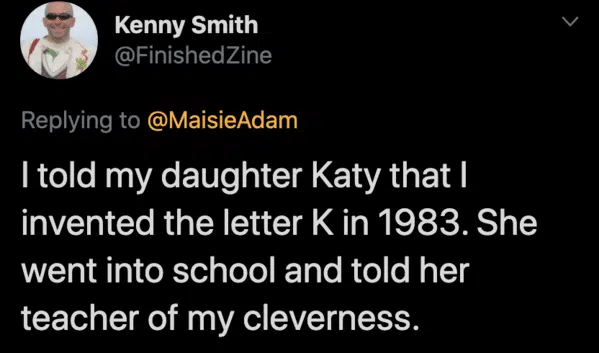 Kenny Smith
@FinishedZine
Replying to @MaisieAdam
I told my daughter Katy that I
invented the letter K in 1983. She
went into school and told her
teacher of my cleverness.